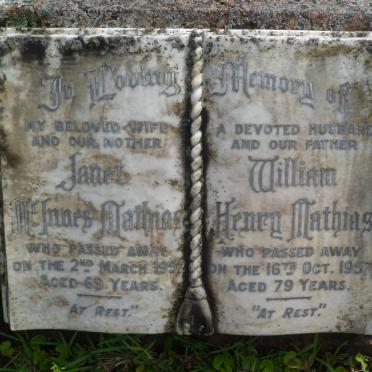 In Loving Memory of
MY BELOVED WIFE
AND OUR MOTHER
Janet
McInnes Mathias
WHO PASSED AWAY
ON THE 2ND MARCH 1952
AGED 68 YEARS.
"AT REST."
A DEVOTED HUSBAND
AND OUR FATHER
William
Henry Mathias
WHO PASSED AWAY
ON THE 16TH OCT. 1957
AGED 79 YEARS.
"AT REST."